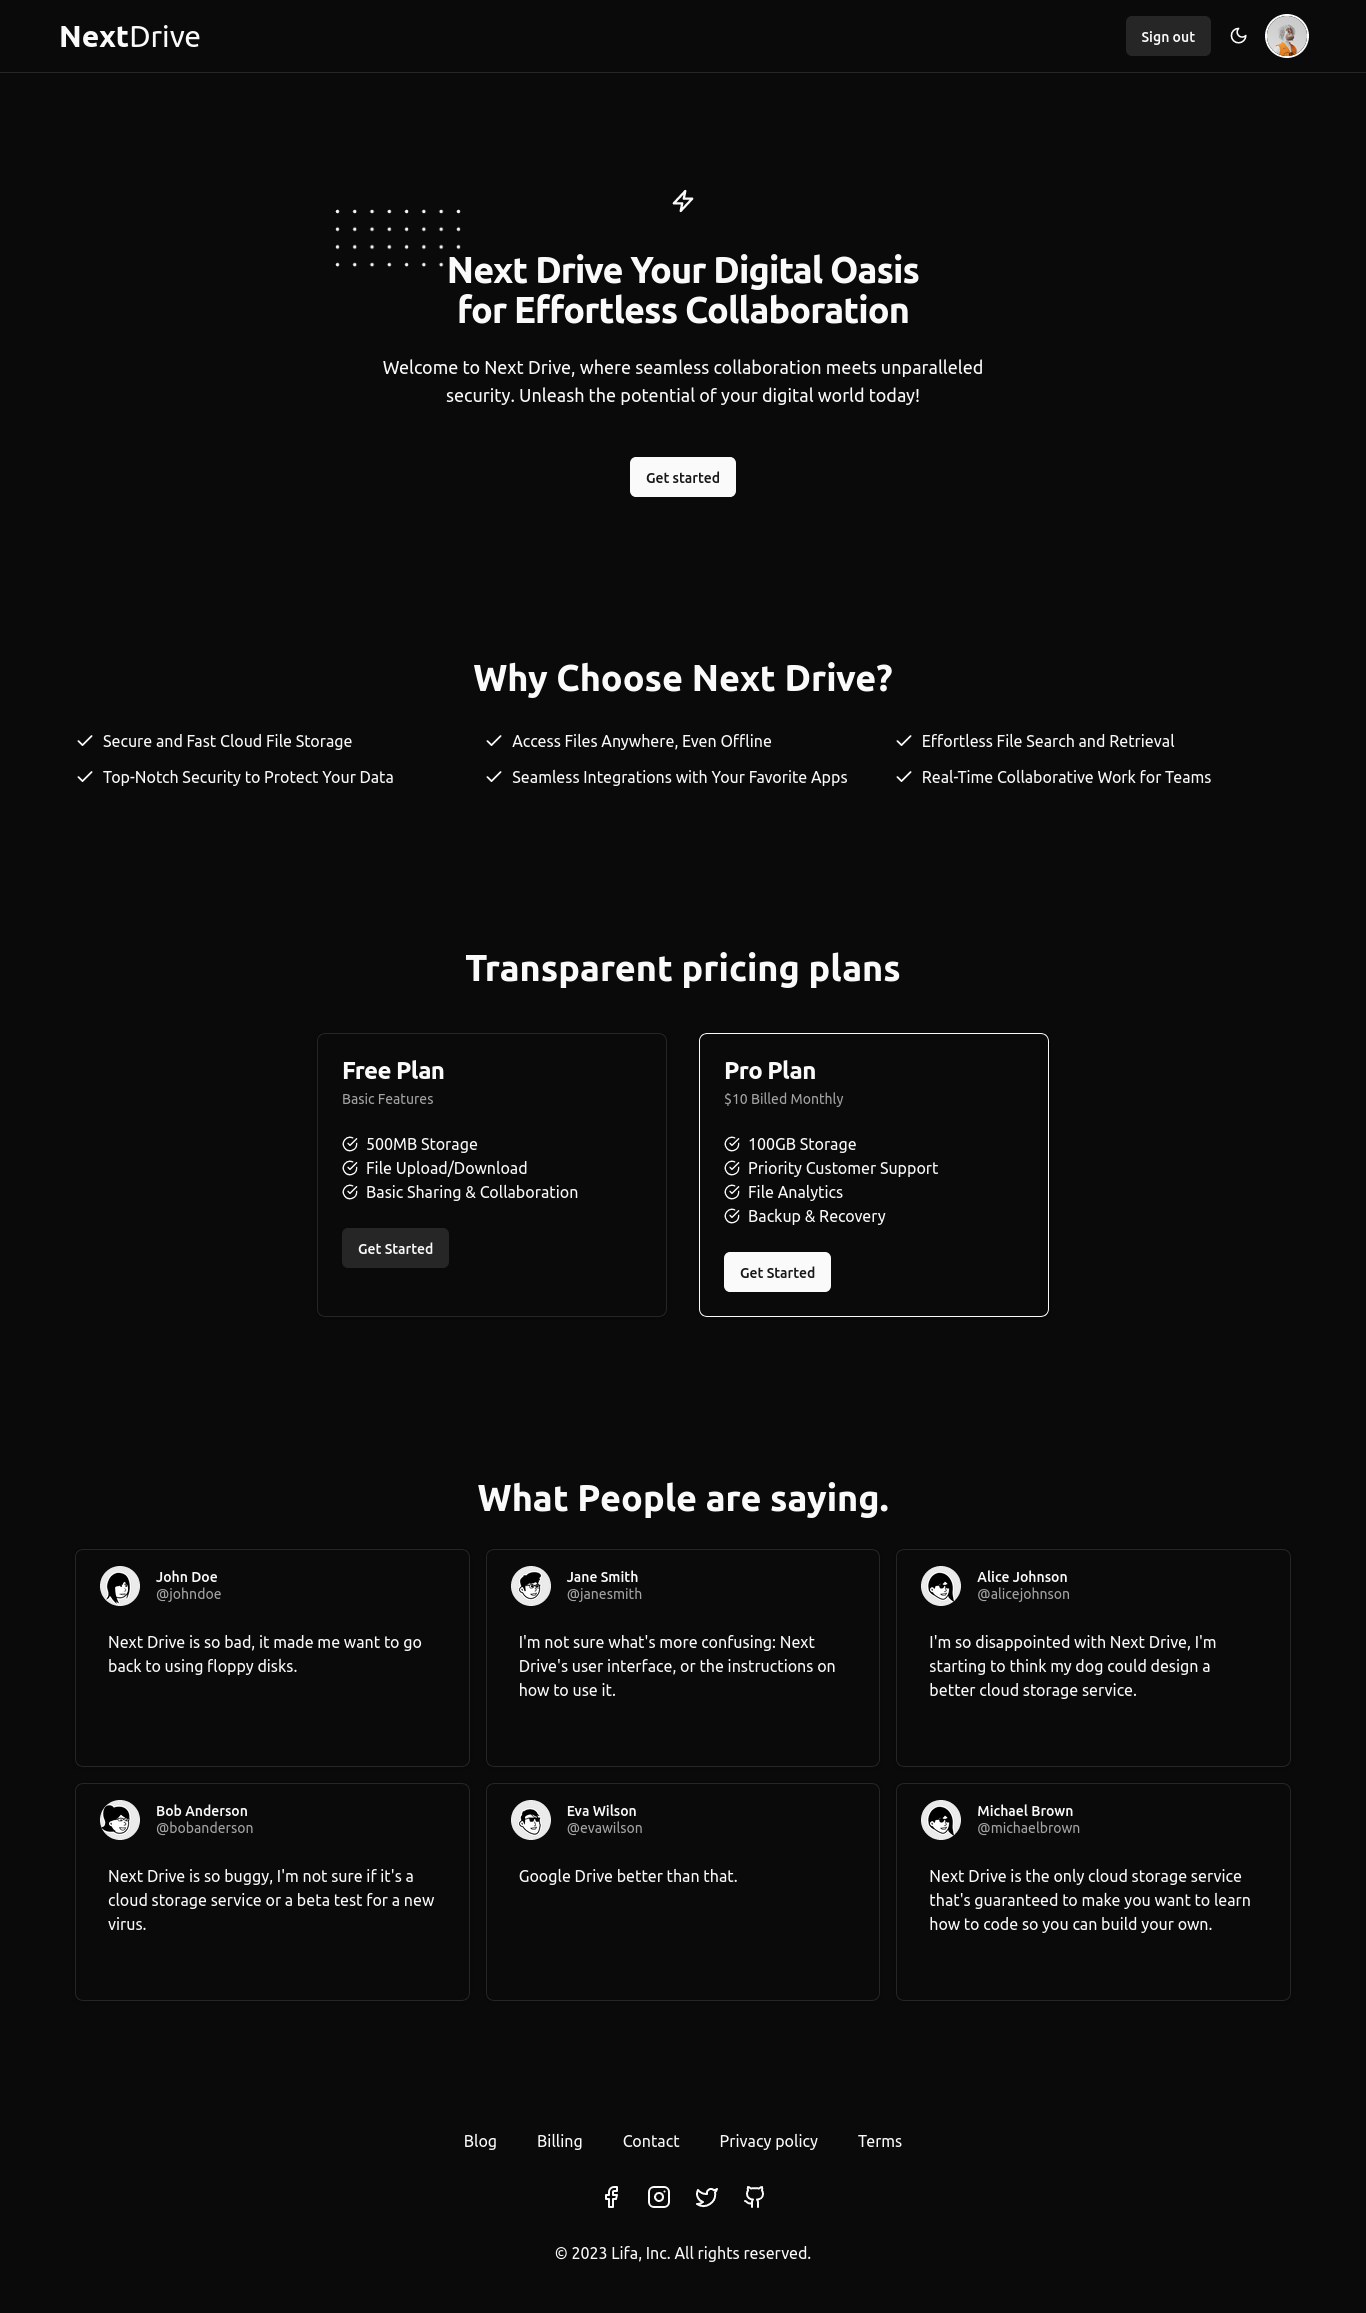 NextDrive
Sign out
Next Drive Your Digital Oasis
for Effortless Collaboration
Welcome to Next Drive, where seamless collaboration meets unparalleled
security. Unleash the potential of your digital world today!
Get started
Why Choose Next Drive?
Secure and Fast Cloud File Storage
Access Files Anywhere, Even Offline
Effortless File Search and Retrieval
Top-Notch Security to Protect Your Data
Seamless Integrations with Your Favorite Apps
Real-Time Collaborative Work for Teams
Transparent pricing plans
Free Plan
Basic Features
500MB Storage
File Upload/Download
Basic Sharing & Collaboration
Get Started
Pro Plan
$10 Billed Monthly
100GB Storage
Priority Customer Support
File Analytics
Backup & Recovery
Get Started
What People are saying.
John Doe
@johndoe
Next Drive is so bad, it made me want to go
back to using floppy disks.
Jane Smith
@janesmith
I'm not sure what's more confusing: Next
Drive's user interface, or the instructions on
how to use it.
Alice Johnson
@alicejohnson
I'm so disappointed with Next Drive, I'm
starting to think my dog could design a
better cloud storage service.
Bob Anderson
@bobanderson
Next Drive is so buggy, I'm not sure if it's a
cloud storage service or a beta test for a new
virus.
Eva Wilson
@evawilson
Google Drive better than that.
Michael Brown
@michaelbrown
Next Drive is the only cloud storage service
that's guaranteed to make you want to learn
how to code so you can build your own.
Blog
Billing
Contact
Privacy policy
Terms
© 2023 Lifa, Inc. All rights reserved.